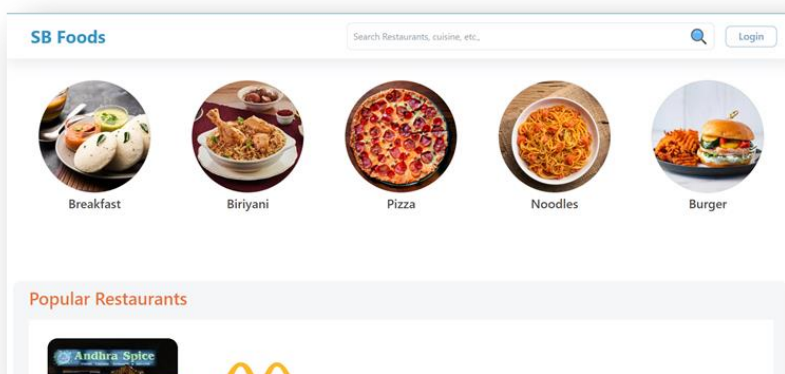 SB Foods
Search Restaurants, cuisine, etc.,
Login
Breakfast
Biriyani
Pizza
Noodles
Burger
Popular Restaurants
Andhra Spice